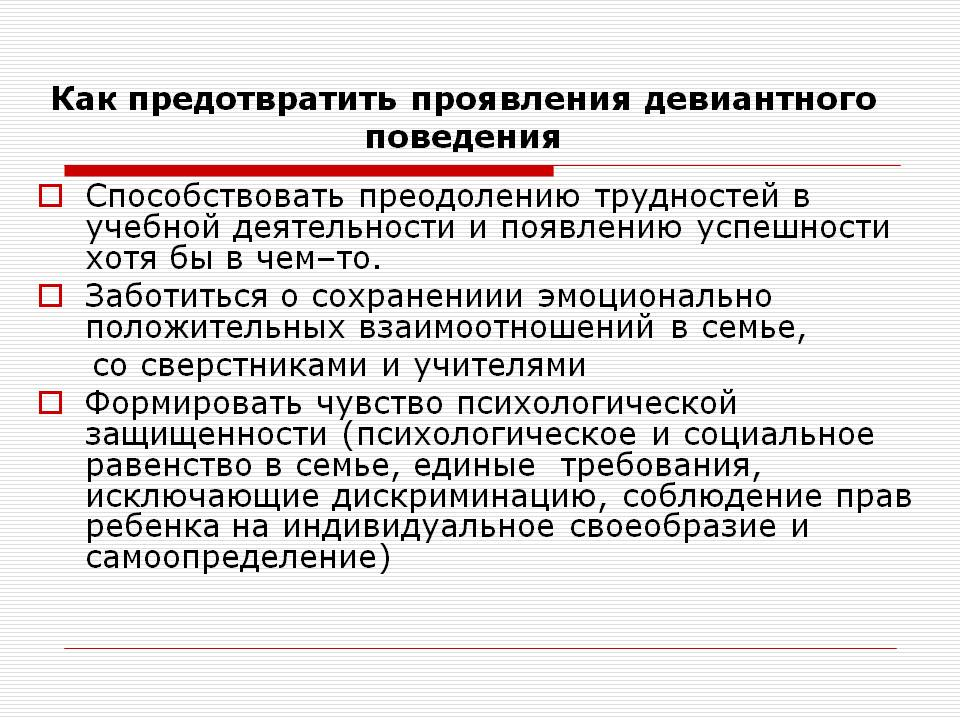 Как предотвратить проявления девиантного
поведения
Способствовать преодолению трудностей в
учебной деятельности и появлению успешности
хотя бы в чем–то.
Заботиться о сохранениии эмоционально
положительных взаимоотношений в семье,
со сверстниками и учителями
Формировать чувство психологической
защищенности (психологическое и социальное
равенство в семье, единые требования,
исключающие дискриминацию, соблюдение прав
ребенка на индивидуальное своеобразие и
самоопределение)